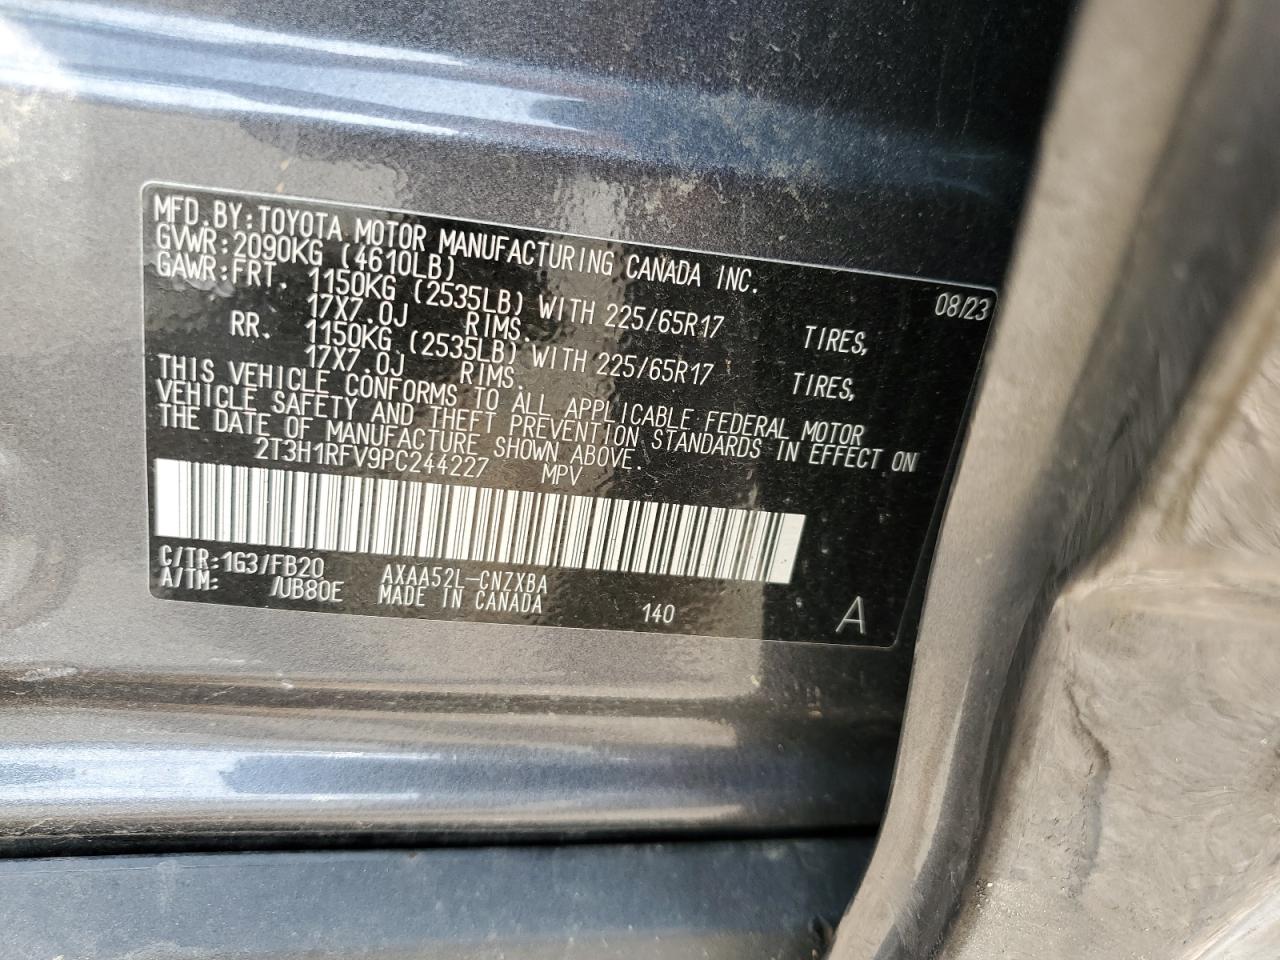 MFD.BY:TOYOTA MOTOR MANUFACTURING CANADA INC. 08/23
GVWR:2090KG (4610LB)
GAWR:FRT. 1150KG (2535LB) WITH 225/65R17 TIRES,
17X7.0J RIMS.
RR. 1150KG (2535LB) WITH 225/65R17 TIRES,
17X7.0J RIMS.
THIS VEHICLE CONFORMS TO ALL APPLICABLE FEDERAL MOTOR
VEHICLE SAFETY AND THEFT PREVENTION STANDARDS IN EFFECT ON
THE DATE OF MANUFACTURE SHOWN ABOVE.
2T3H1RFV9PC244227 MPV
C/TR:1G3/FB20 AXAA52L-CNZXBA
A/TM: /UB80E MADE IN CANADA 140 A